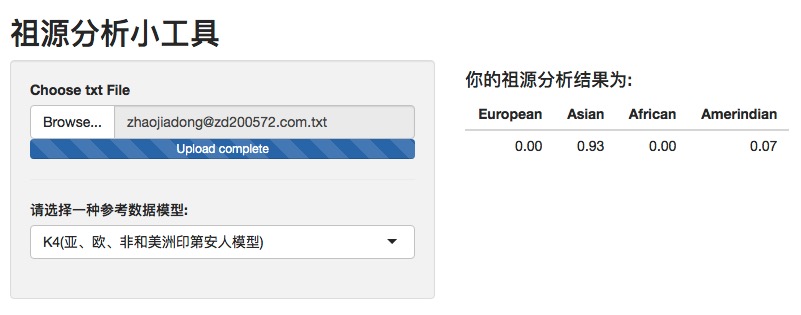 祖源分析小工具
Choose txt File
Browse... zhaojiadong@zd200572.com.txt
Upload complete
请选择一种参考数据模型:
K4(亚、欧、非和美洲印第安人模型)
你的祖源分析结果为:
European Asian African Amerindian
0.00 0.93 0.00 0.07